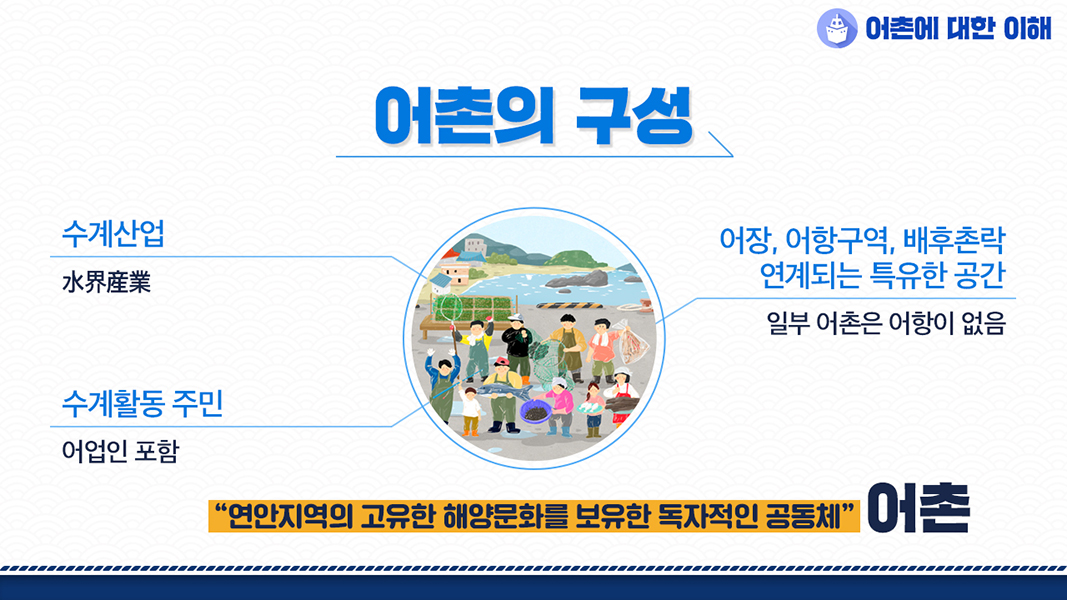 어촌에 대한 이해
어촌의 구성
수계산업
水界産業
어장, 어항구역, 배후촌락
연계되는 특유한 공간
일부 어촌은 어항이 없음
수계활동 주민
어업인 포함
“연안지역의 고유한 해양문화를 보유한 독자적인 공동체” 어촌